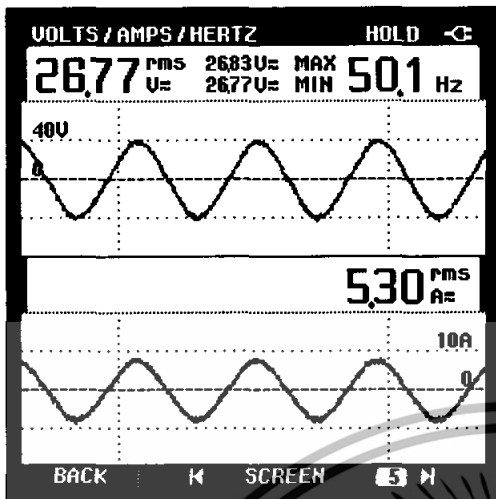 VOLTS/AMPS/HERTZ HOLD
26.77 rms V≂ 26.83V≂ MAX 26.77V≂ MIN 50.1 Hz
40V
0
5.30 rms A≂
10A
0
BACK SCREEN 5